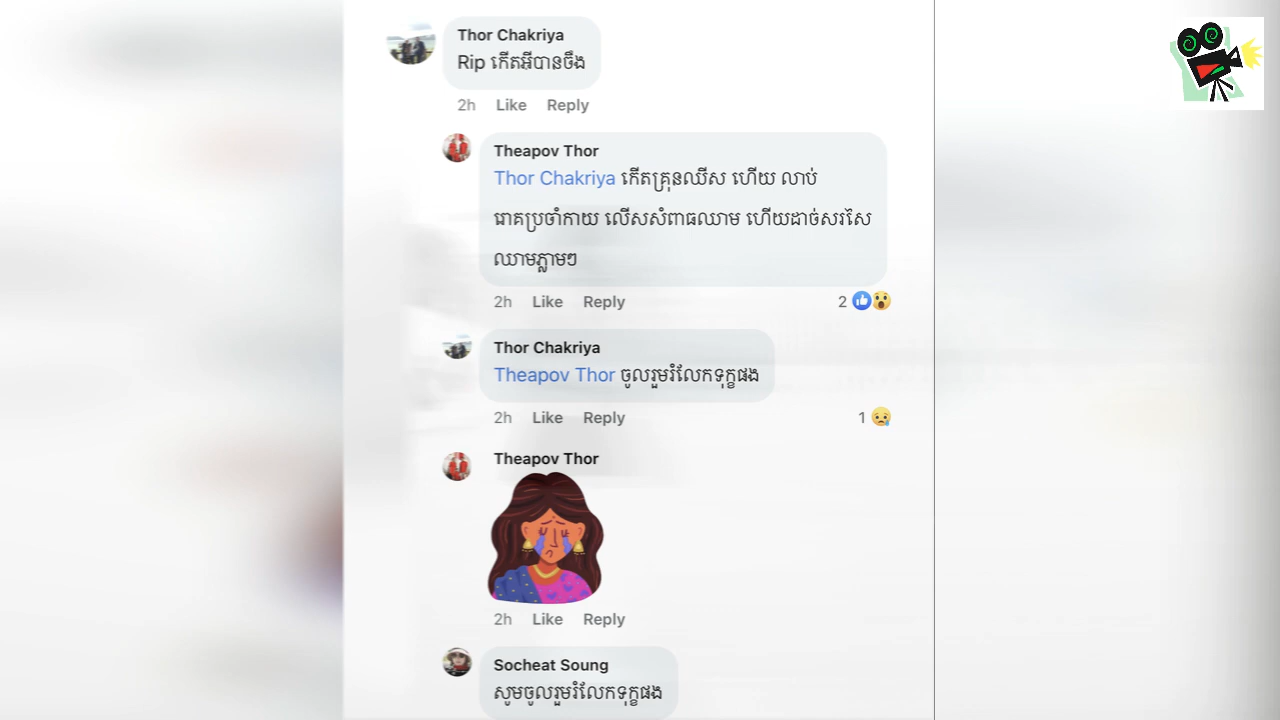 Thor Chakriya
Rip កើតអីបានចឹង
2h Like Reply
Theapov Thor
Thor Chakriya កើតគ្រុនឈីស ហើយ លាប់
រោគប្រចាំកាយ លើសសំពាធឈាម ហើយដាច់សរសៃ
ឈាមភ្លាមៗ
2h Like Reply 2
Thor Chakriya
Theapov Thor ចូលរួមរំលែកទុក្ខផង
2h Like Reply 1
Theapov Thor
2h Like Reply
Socheat Soung
សូមចូលរួមរំលែកទុក្ខផង